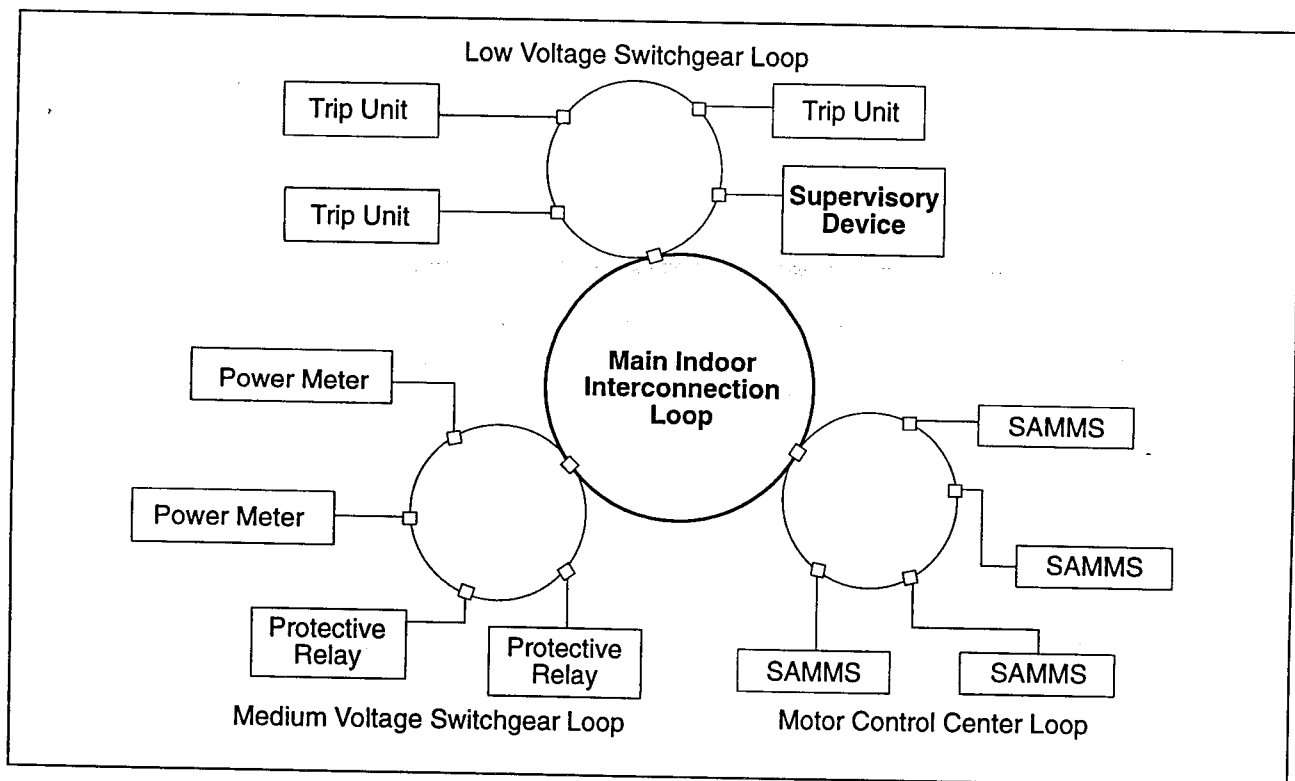 Low Voltage Switchgear Loop
Trip Unit
Trip Unit
Trip Unit
Supervisory
Device
Main Indoor
Interconnection
Loop
Power Meter
Power Meter
Protective
Relay
Protective
Relay
Medium Voltage Switchgear Loop
SAMMS
SAMMS
SAMMS
SAMMS
Motor Control Center Loop